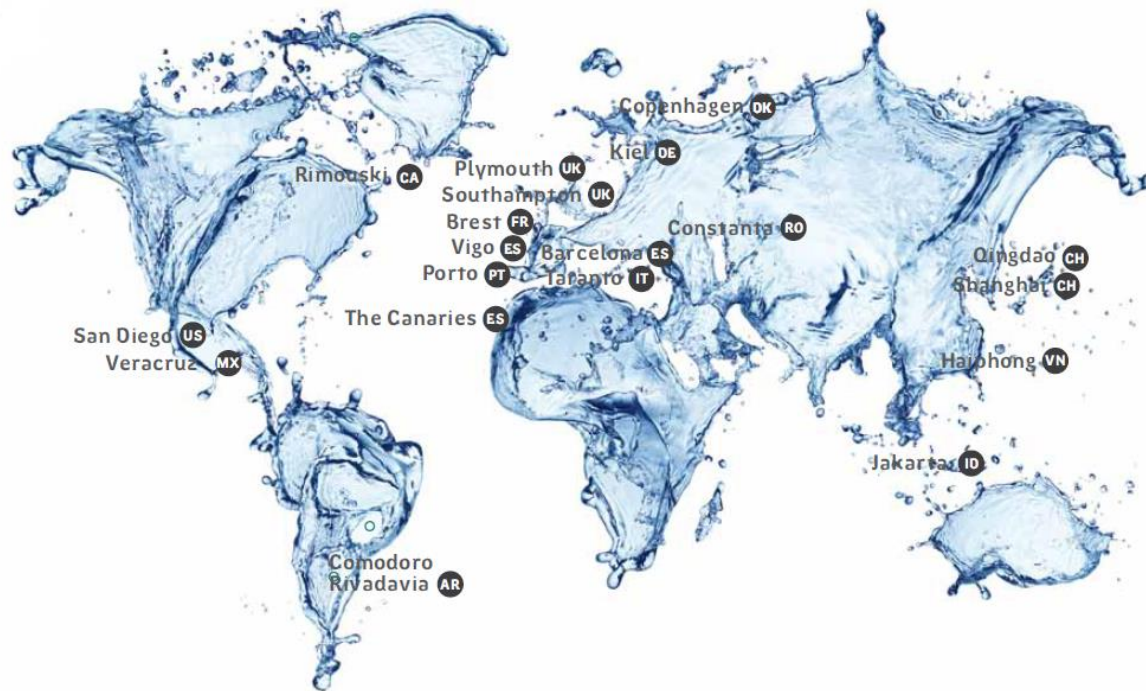 Copenhagen DK
Kiel DE
Plymouth UK
Rimouski CA
Southampton UK
Brest FR
Constanta RO
Vigo ES
Barcelona ES
Qingdao CH
Porto PT
Taranto IT
Shanghai CH
The Canaries ES
San Diego US
Veracruz MX
Haiphong VN
Jakarta ID
Comodoro
Rivadavia AR